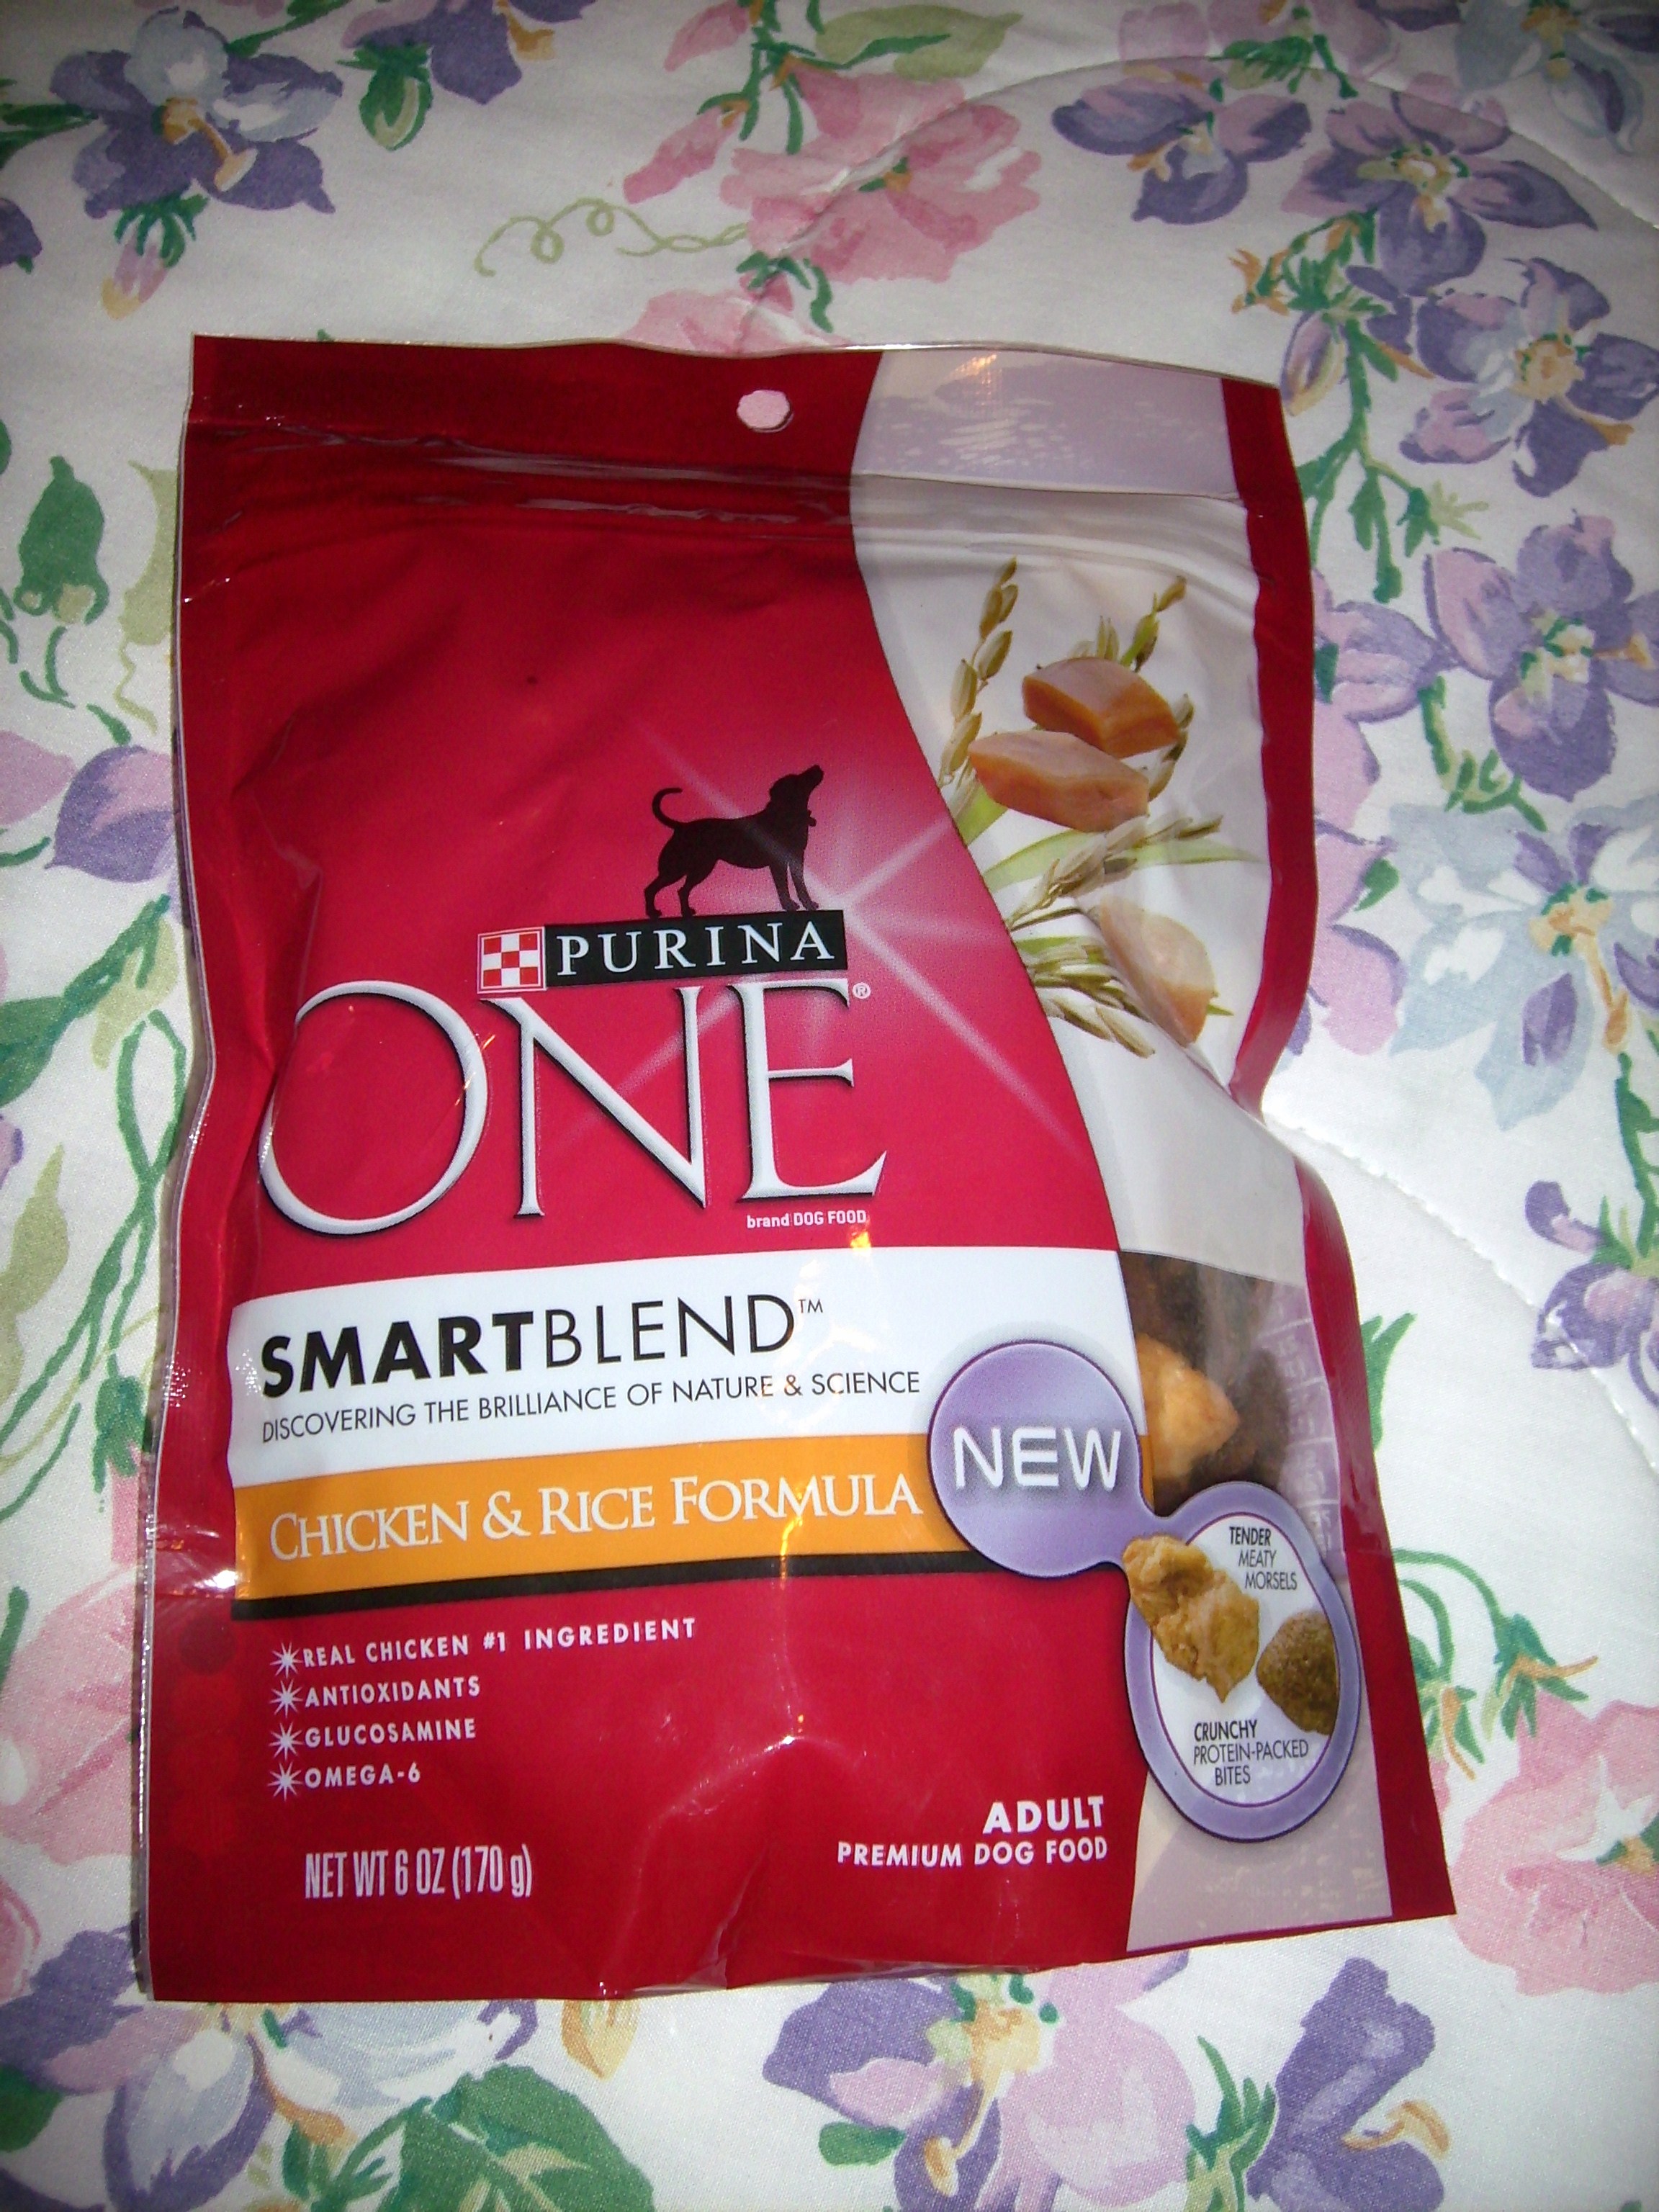 PURINA
ONE®
brand DOG FOOD
SMARTBLEND™
DISCOVERING THE BRILLIANCE OF NATURE & SCIENCE
CHICKEN & RICE FORMULA
NEW
TENDER
MEATY
MORSELS
CRUNCHY
PROTEIN-PACKED
BITES
REAL CHICKEN #1 INGREDIENT
ANTIOXIDANTS
GLUCOSAMINE
OMEGA-6
ADULT
PREMIUM DOG FOOD
NET WT 6 OZ (170 g)